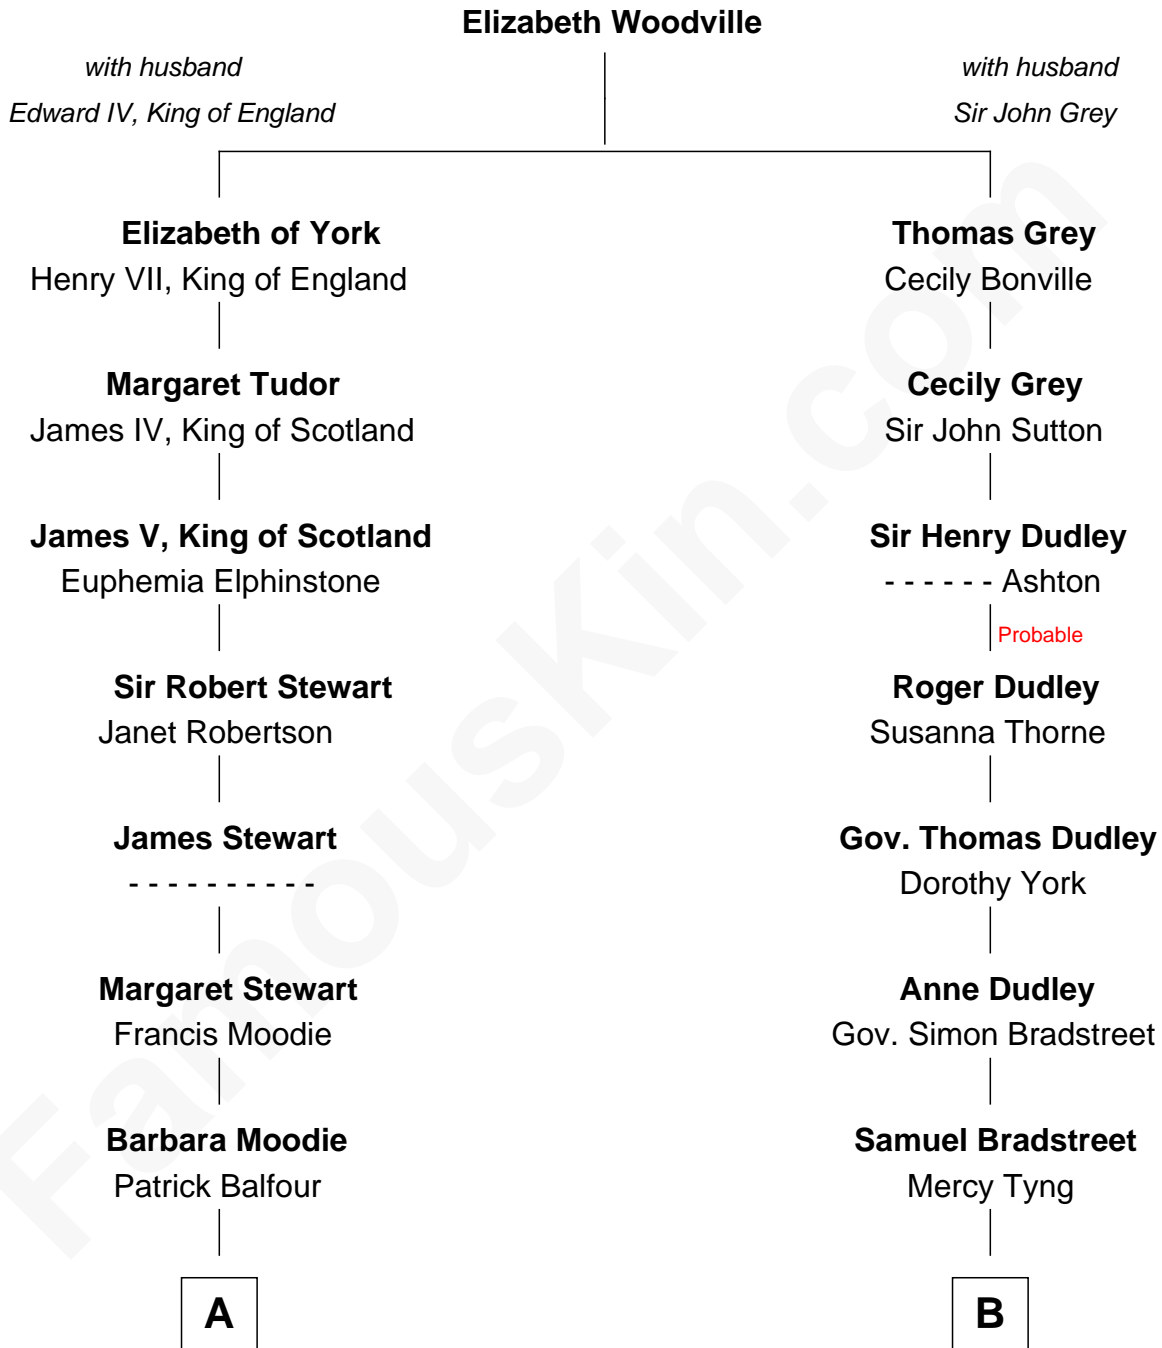 Elizabeth Woodville
with husband
Edward IV, King of England
with husband
Sir John Grey
Elizabeth of York
Henry VII, King of England
Thomas Grey
Cecily Bonville
Margaret Tudor
James IV, King of Scotland
Cecily Grey
Sir John Sutton
James V, King of Scotland
Euphemia Elphinstone
Sir Henry Dudley
- - - - - - Ashton
Probable
Sir Robert Stewart
Janet Robertson
Roger Dudley
Susanna Thorne
James Stewart
- - - - - - - - - -
Gov. Thomas Dudley
Dorothy York
Margaret Stewart
Francis Moodie
Anne Dudley
Gov. Simon Bradstreet
Barbara Moodie
Patrick Balfour
Samuel Bradstreet
Mercy Tyng
A
B
FamousKin.com